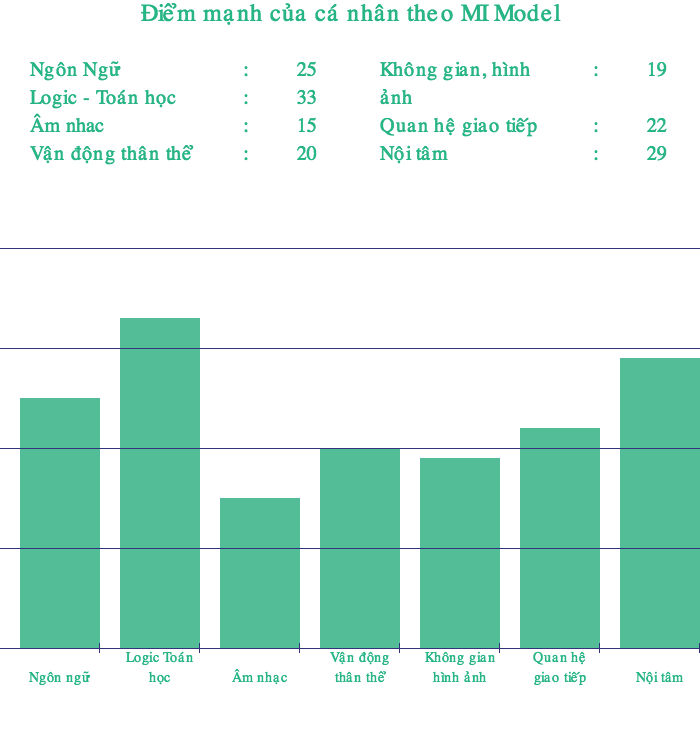 Điểm mạnh của cá nhân theo MI Model
Ngôn Ngữ : 25
Logic - Toán học : 33
Âm nhac : 15
Vận động thân thể : 20
Không gian, hình : 19
ảnh
Quan hệ giao tiếp : 22
Nội tâm : 29
Ngôn ngữ
Logic Toán
học
Âm nhạc
Vận động
thân thể
Không gian
hình ảnh
Quan hệ
giao tiếp
Nội tâm